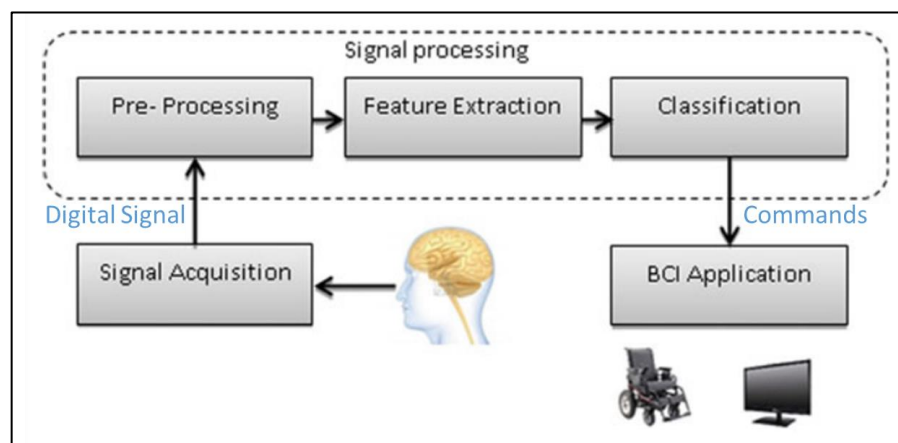 Signal processing
Pre- Processing
Feature Extraction
Classification
Digital Signal
Commands
Signal Acquisition
BCI Application